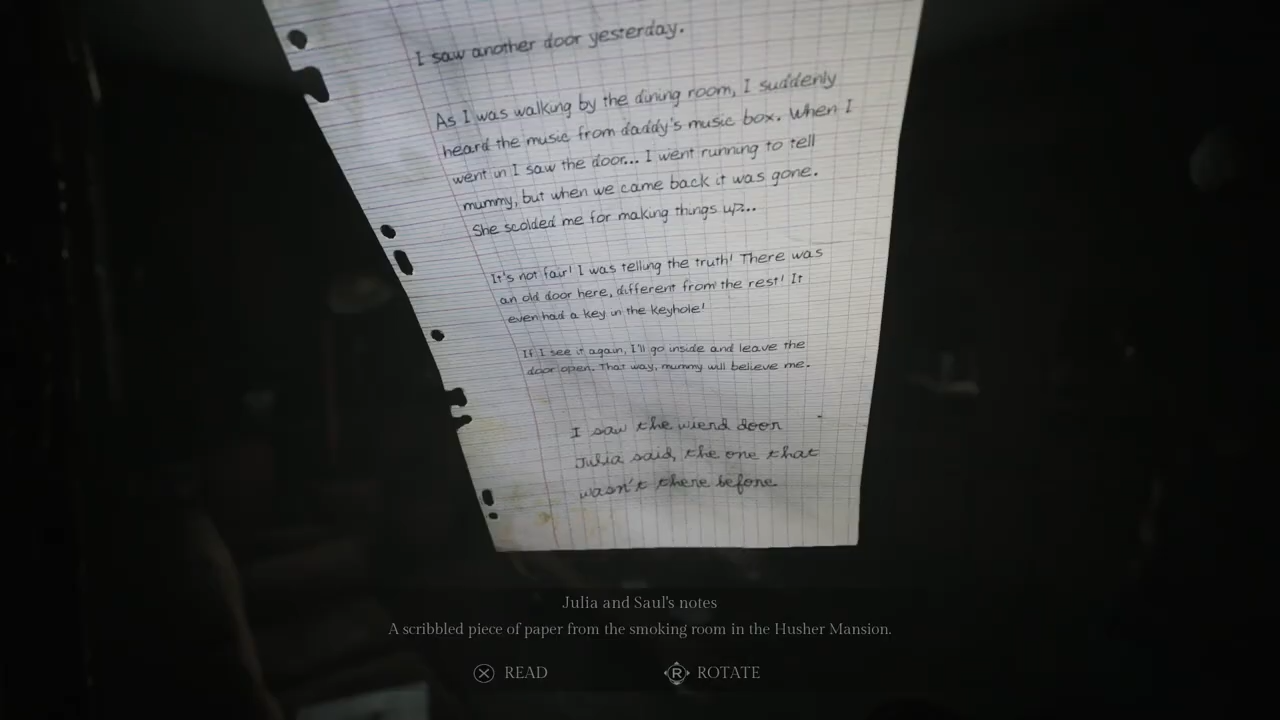 I saw another door yesterday.
As I was walking by the dining room, I suddenly
heard the music from daddy's music box. When I
went in I saw the door... I went running to tell
mummy, but when we came back it was gone.
She scolded me for making things up...
It's not fair! I was telling the truth! There was
an old door here, different from the rest! It
even had a key in the keyhole!
If I see it again, I'll go inside and leave the
door open. That way, mummy will believe me.
I saw the wierd door
Julia said, the one that
wasn't there before
Julia and Saul's notes
A scribbled piece of paper from the smoking room in the Husher Mansion.
READ R ROTATE